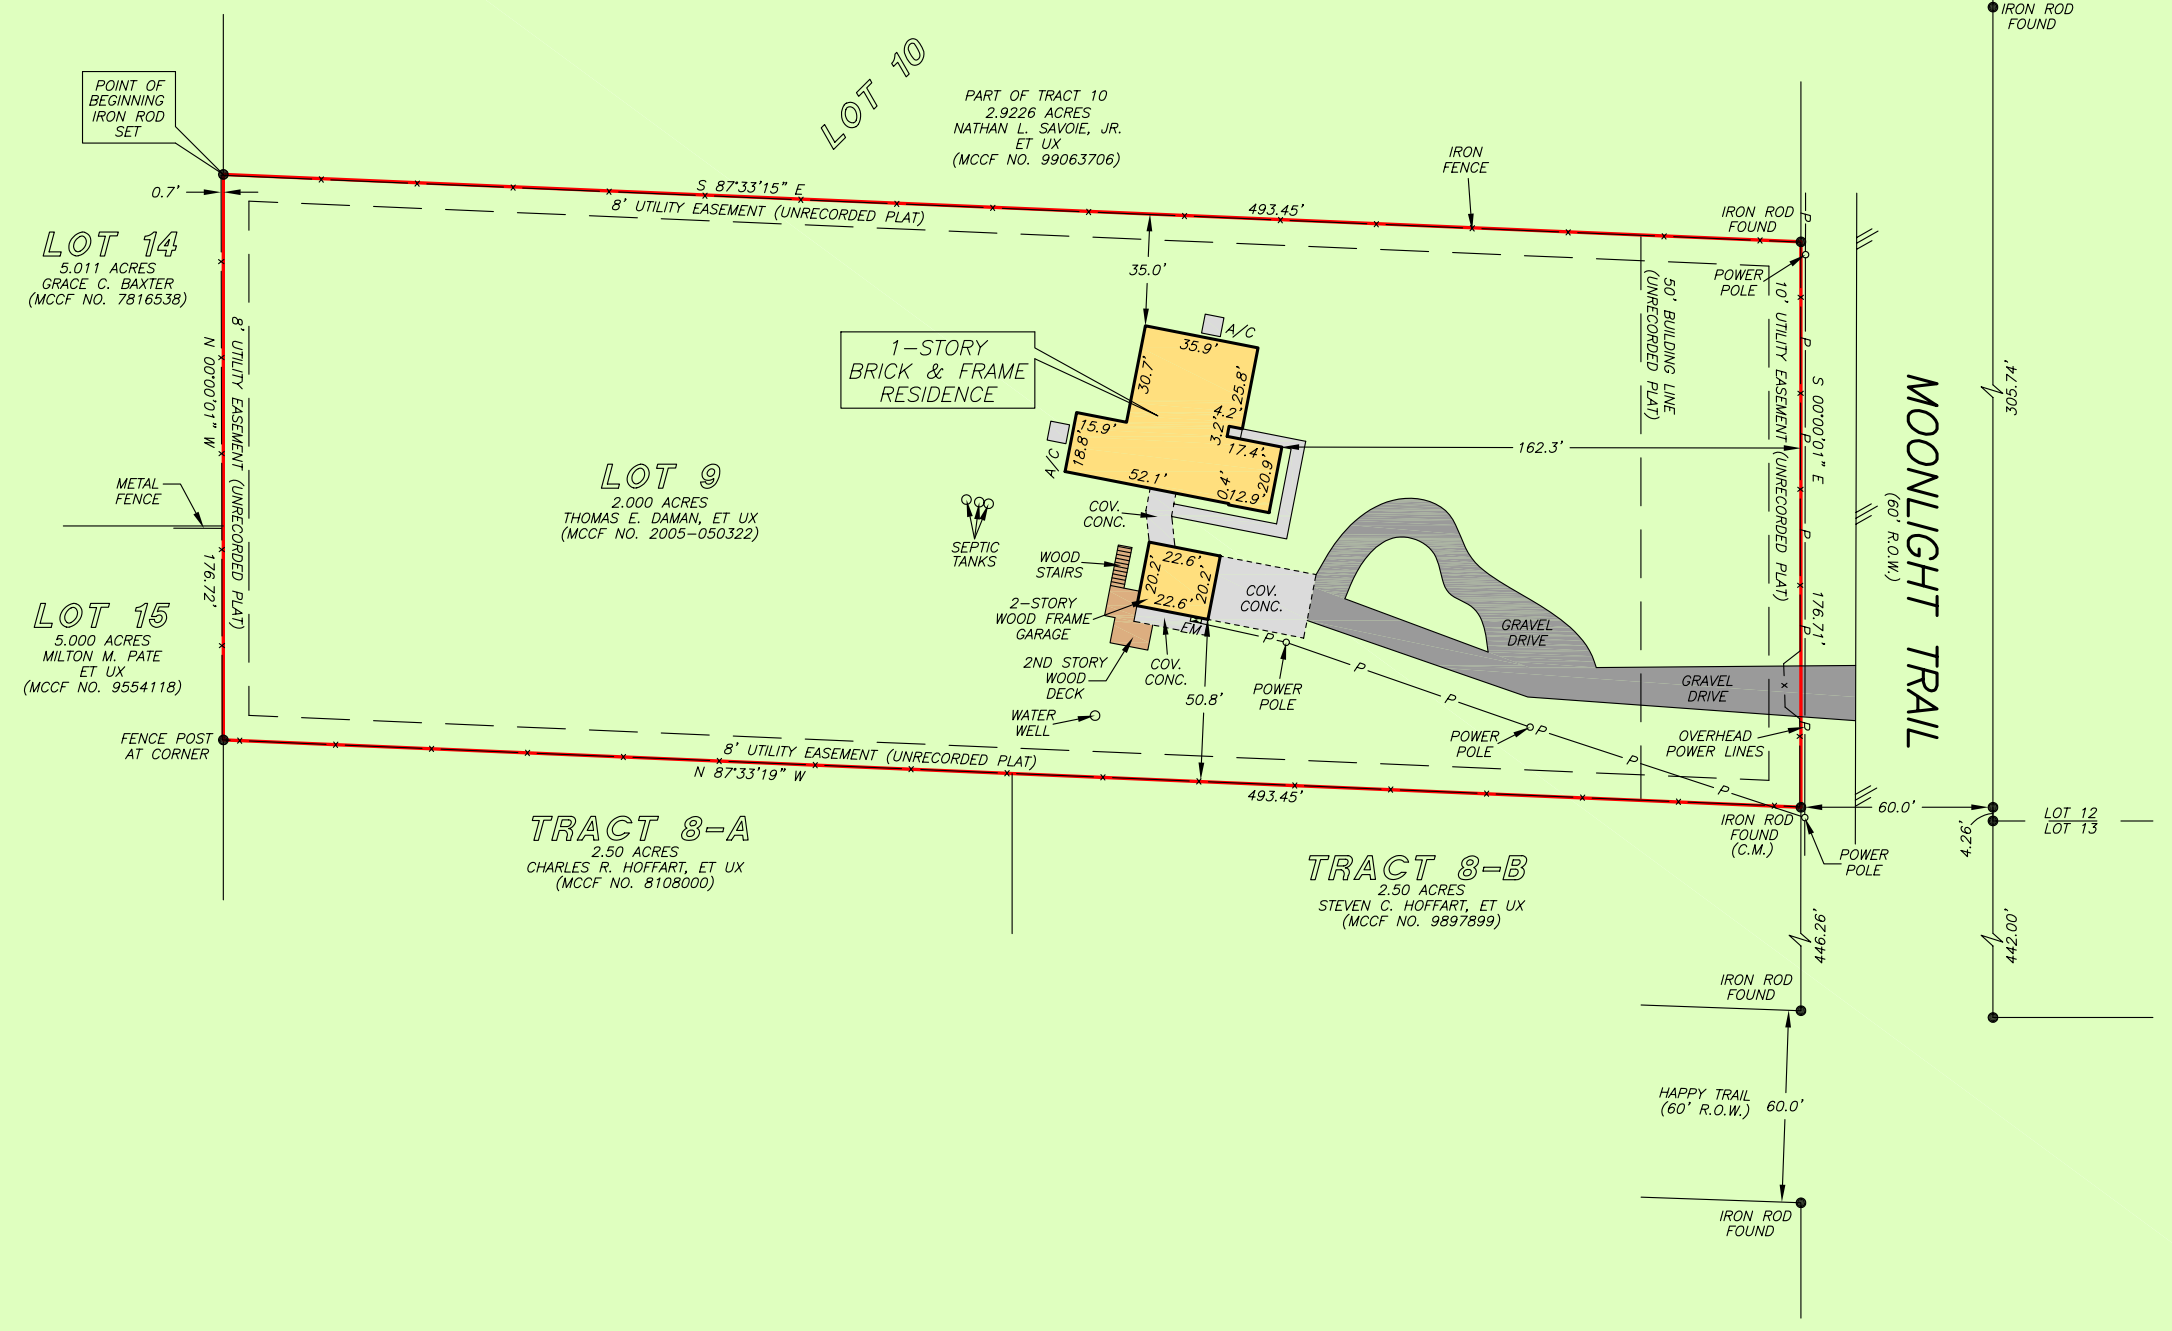 IRON ROD
FOUND
LOT 10
POINT OF
BEGINNING
IRON ROD
SET
PART OF TRACT 10
2.9226 ACRES
NATHAN L. SAVOIE, JR.
ET UX
(MCCF NO. 99063706)
IRON
FENCE
0.7'
S 87°33'15" E
8' UTILITY EASEMENT (UNRECORDED PLAT)
493.45'
IRON ROD
FOUND
P
LOT 14
5.011 ACRES
GRACE C. BAXTER
(MCCF NO. 7816538)
35.0'
POWER
POLE
50' BUILDING LINE
(UNRECORDED PLAT)
10' UTILITY EASEMENT (UNRECORDED PLAT)
8' UTILITY EASEMENT (UNRECORDED PLAT)
N 00°00'01" W
176.72'
1-STORY
BRICK & FRAME
RESIDENCE
A/C
35.9'
30.7'
25.8'
4.2'
3.2'
15.9'
18.8'
A/C
17.4'
20.9'
52.1'
0.4'
12.9'
162.3'
P
P
P
P
P
S 00°00'01" E
176.71'
MOONLIGHT TRAIL
(60' R.O.W.)
305.74'
METAL
FENCE
LOT 9
2.000 ACRES
THOMAS E. DAMAN, ET UX
(MCCF NO. 2005-050322)
SEPTIC
TANKS
COV.
CONC.
WOOD
STAIRS
22.6'
20.2'
20.2'
22.6'
COV.
CONC.
2-STORY
WOOD FRAME
GARAGE
EM
P
GRAVEL
DRIVE
LOT 15
5.000 ACRES
MILTON M. PATE
ET UX
(MCCF NO. 9554118)
2ND STORY
WOOD
DECK
COV.
CONC.
50.8'
POWER
POLE
P
P
GRAVEL
DRIVE
WATER
WELL
FENCE POST
AT CORNER
POWER
POLE
P
P
P
OVERHEAD
POWER LINES
8' UTILITY EASEMENT (UNRECORDED PLAT)
N 87°33'19" W
493.45'
IRON ROD
FOUND
(C.M.)
60.0'
4.26'
LOT 12
LOT 13
POWER
POLE
TRACT 8-A
2.50 ACRES
CHARLES R. HOFFART, ET UX
(MCCF NO. 8108000)
TRACT 8-B
2.50 ACRES
STEVEN C. HOFFART, ET UX
(MCCF NO. 9897899)
446.26'
442.00'
IRON ROD
FOUND
HAPPY TRAIL
(60' R.O.W.)
60.0'
IRON ROD
FOUND